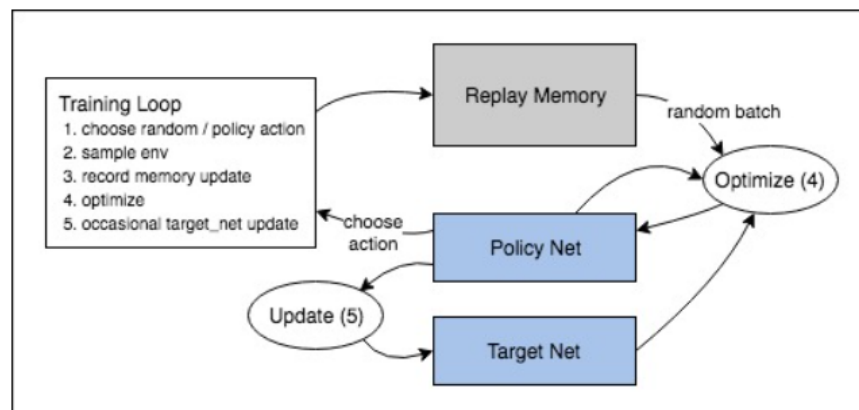 Training Loop
1. choose random / policy action
2. sample env
3. record memory update
4. optimize
5. occasional target_net update
Replay Memory
random batch
Optimize (4)
choose
action
Policy Net
Update (5)
Target Net